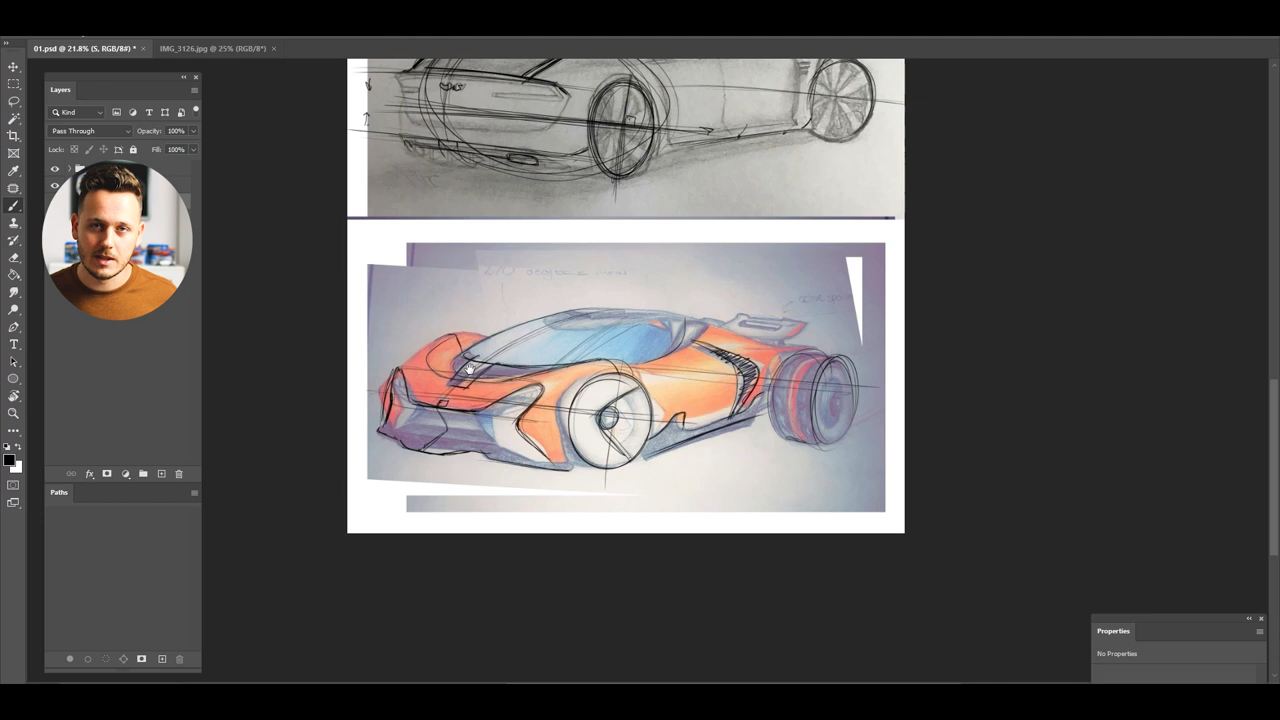 01.psd @ 21.8% (S, RGB/8#) *
IMG_3126.jpg @ 25% (RGB/8*)
Layers
Kind
Pass Through
Opacity: 100%
Lock:
Fill: 100%
fx
Paths
Properties
No Properties